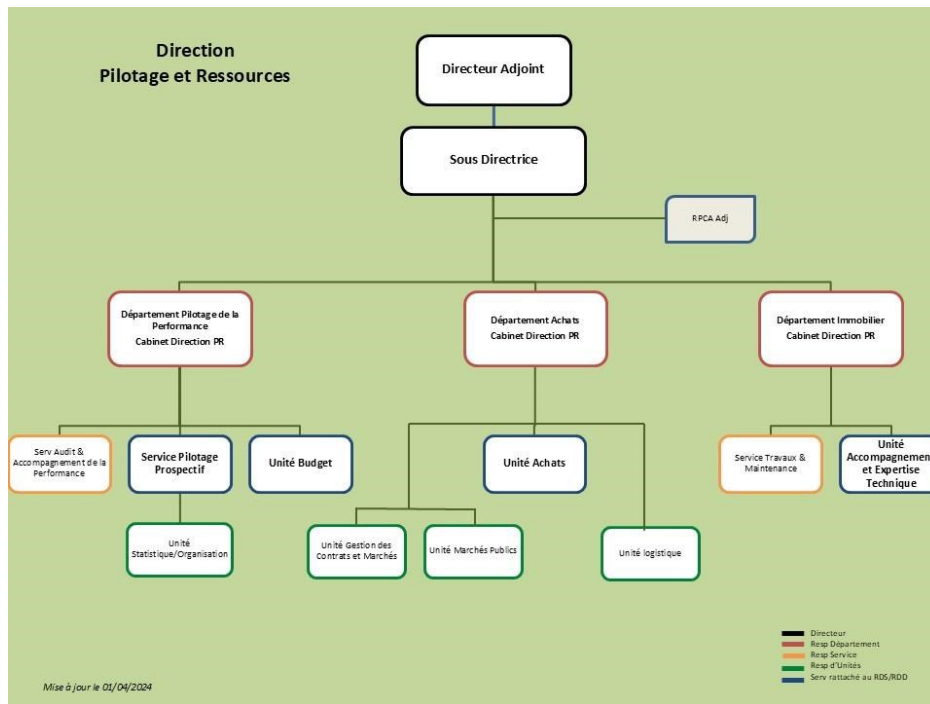 Direction
Pilotage et Ressources
Directeur Adjoint
Sous Directrice
RPCA Adj
Département Pilotage de la
Performance
Cabinet Direction PR
Département Achats
Cabinet Direction PR
Département Immobilier
Cabinet Direction PR
Serv Audit &
Accompagnement de la
Performance
Service Pilotage
Prospectif
Unité Budget
Unité Achats
Service Travaux &
Maintenance
Unité
Accompagnemen
et Expertise
Technique
Unité
Statistique/Organisation
Unité Gestion des
Contrats et Marchés
Unité Marchés Publics
Unité logistique
Directeur
Resp Département
Resp Service
Resp d'Unités
Serv rattaché au RDS/RDD
Mise à jour le 01/04/2024